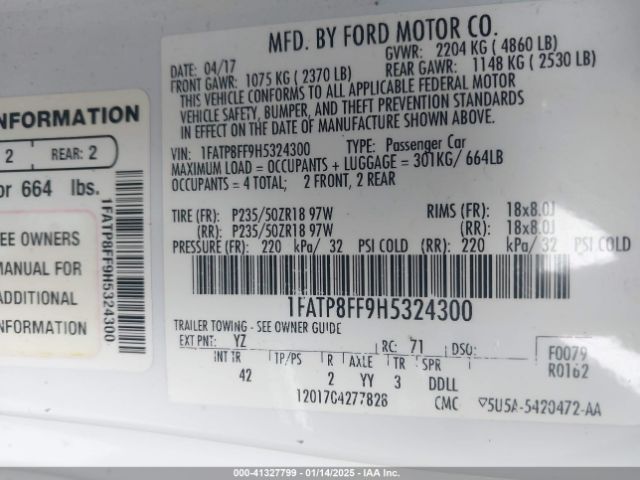 MFD. BY FORD MOTOR CO.
DATE: 04/17
GVWR: 2204 KG ( 4860 LB)
FRONT GAWR: 1075 KG ( 2370 LB)
REAR GAWR: 1148 KG ( 2530 LB)
THIS VEHICLE CONFORMS TO ALL APPLICABLE FEDERAL MOTOR
VEHICLE SAFETY, BUMPER, AND THEFT PREVENTION STANDARDS
IN EFFECT ON THE DATE OF MANUFACTURE SHOWN ABOVE.
VIN: 1FATP8FF9H5324300 TYPE: Passenger Car
MAXIMUM LOAD = OCCUPANTS + LUGGAGE = 301KG/ 664LB
OCCUPANTS = 4 TOTAL; 2 FRONT, 2 REAR
TIRE (FR): P235/50ZR18 97W RIMS (FR): 18x8.0J
(RR): P235/50ZR18 97W (RR): 18x8.0J
PRESSURE (FR): 220 kPa/ 32 PSI COLD (RR): 220 kPa/ 32 PSI COLD
1FATP8FF9H5324300
TRAILER TOWING - SEE OWNER GUIDE
EXT PNT: YZ RC: 71 DSO: F0079
R0162
INT TR TP/PS R AXLE TR SPR
42 2 YY 3 DDLL
1201704277828 CMC 5U5A-5420472-AA
INFORMATION
2 REAR: 2
or 664 lbs.
SEE OWNERS
MANUAL FOR
ADDITIONAL
INFORMATION
1FATP8FF9H5324300
000-41327799 — 01/14/2025 — IAA, Inc.